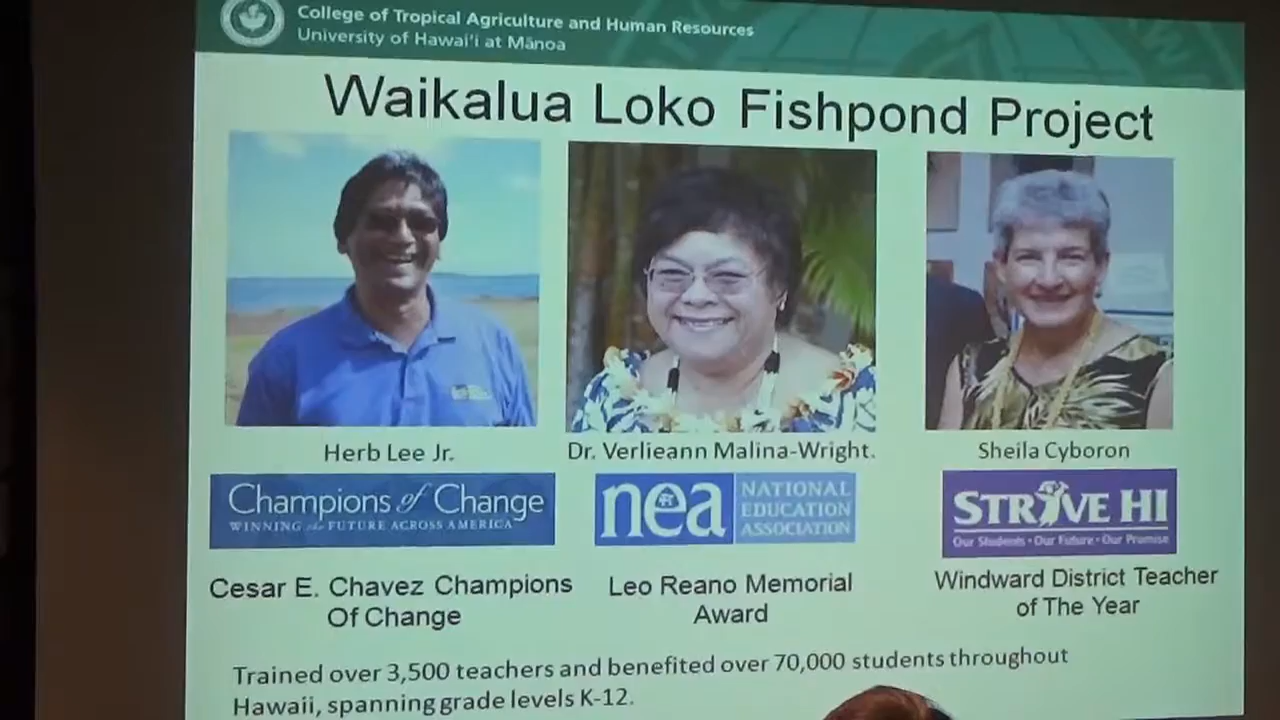 College of Tropical Agriculture and Human Resources
University of Hawai'i at Mānoa
Waikalua Loko Fishpond Project
Herb Lee Jr.
Dr. Verlieann Malina-Wright.
Sheila Cyboron
Champions of Change
WINNING the FUTURE ACROSS AMERICA
nea
NATIONAL
EDUCATION
ASSOCIATION
STRIVE HI
Our Students • Our Future • Our Promise
Cesar E. Chavez Champions
Of Change
Leo Reano Memorial
Award
Windward District Teacher
of The Year
Trained over 3,500 teachers and benefited over 70,000 students throughout
Hawaii, spanning grade levels K-12.